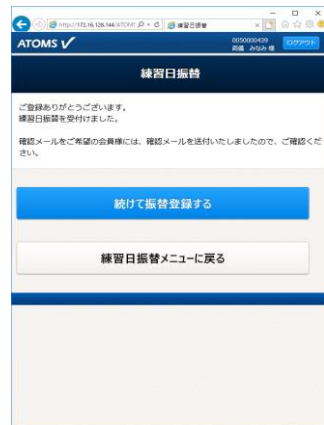 http://172.16.128.144/ATOMS
練習日振替
ATOMS V
0050000439
みなみ 様
ログアウト
練習日振替
ご登録ありがとうございます。
練習日振替を受付けました。
確認メールをご希望の会員様には、確認メールを送付いたしましたので、ご確認くだ
さい。
続けて振替登録する
練習日振替メニューに戻る